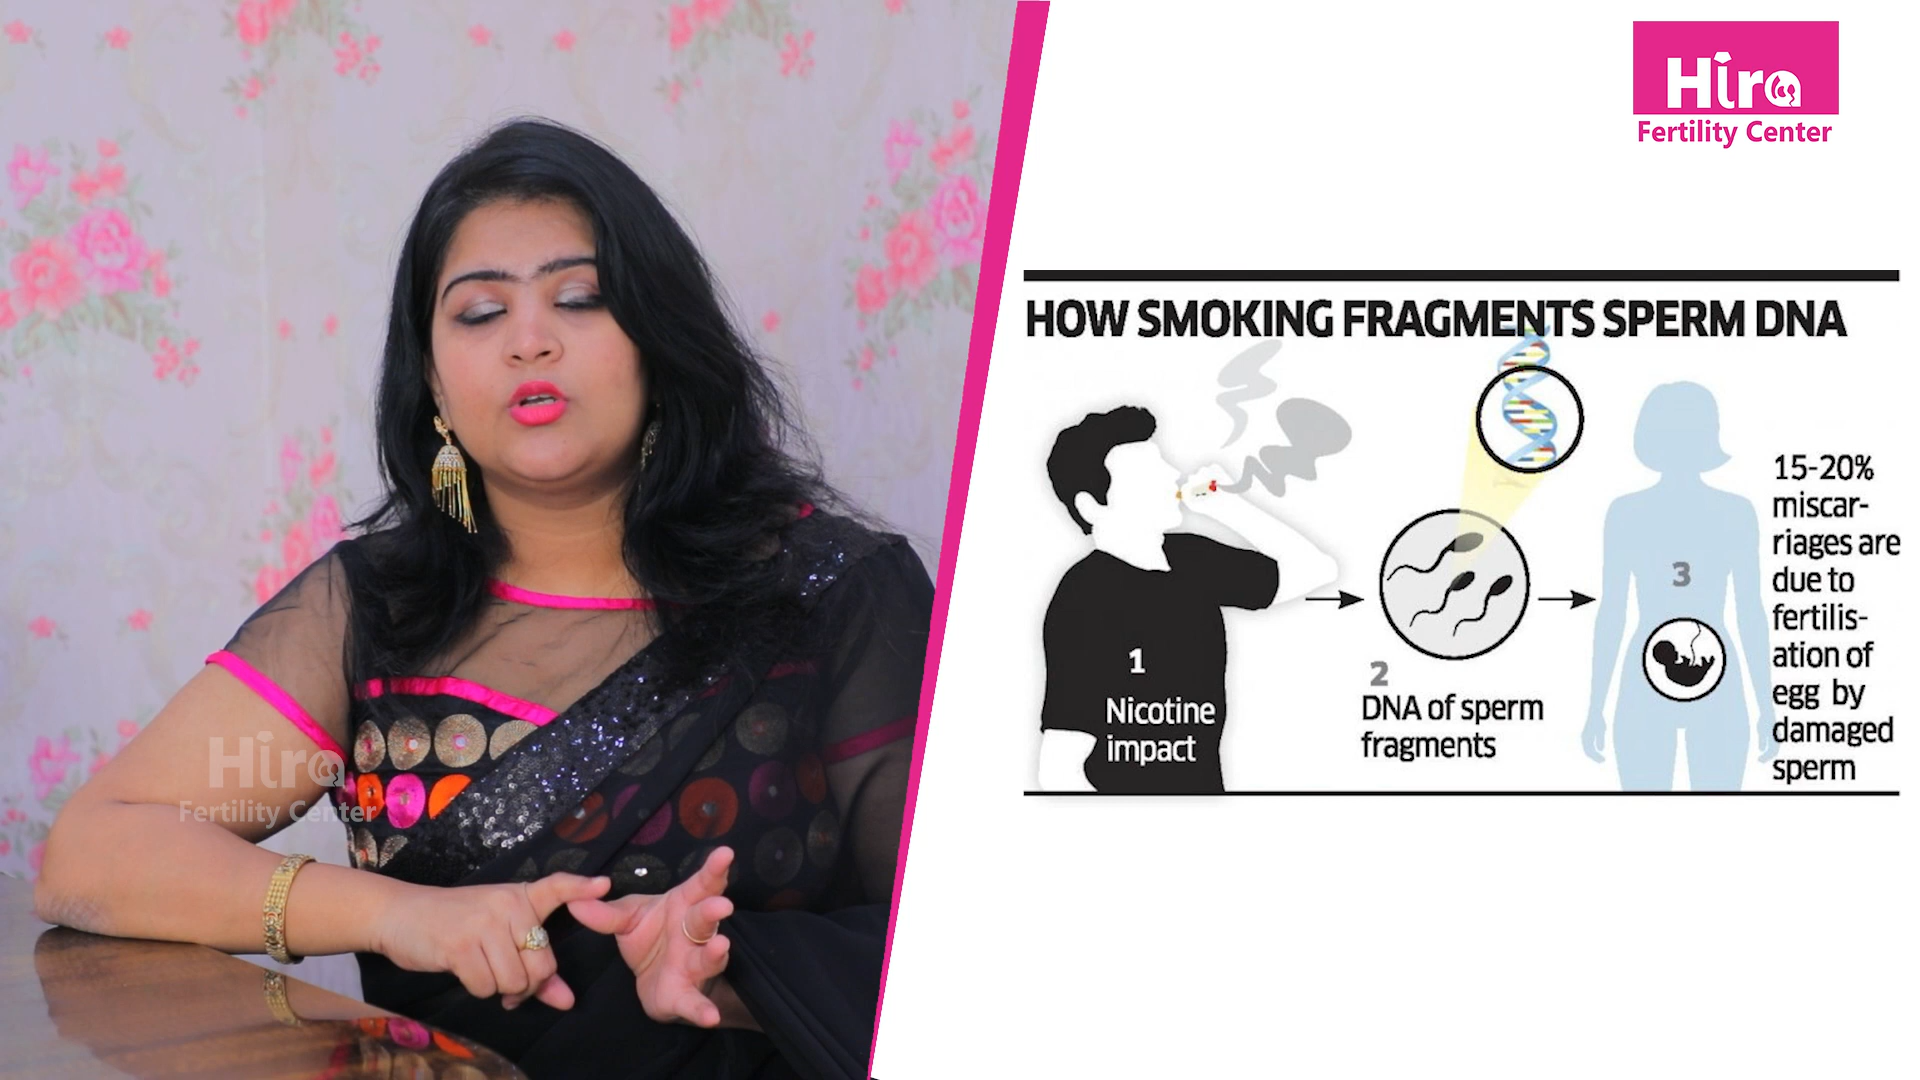 Hira
Fertility Center
HOW SMOKING FRAGMENTS SPERM DNA
1
Nicotine
impact
2
DNA of sperm
fragments
3
15-20%
miscar-
riages are
due to
fertilis-
ation of
egg by
damaged
sperm
Hira
Fertility Center